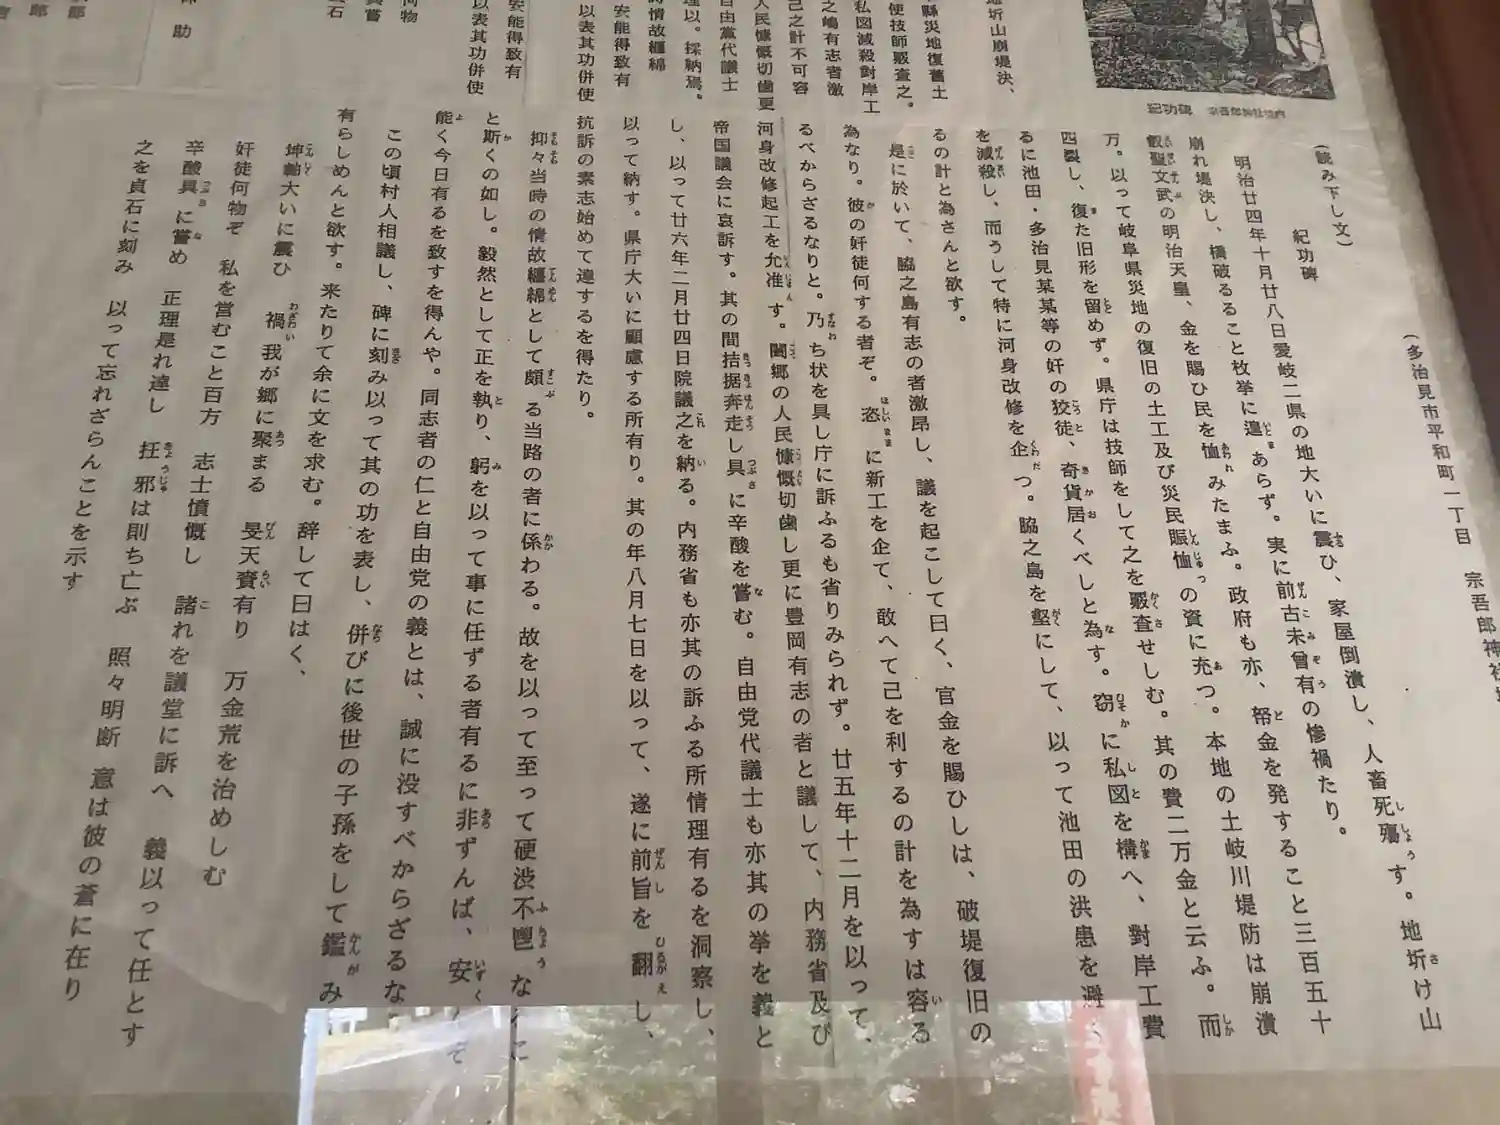 紀功碑 宗吾郎神社境内
(読み下し文)
(多治見市平和町一丁目 宗吾郎神社境
紀功碑
明治廿四年十月廿八日愛岐二県の地大いに震ひ、家屋倒潰し、人畜死殤す。地圻け山
崩れ堤決し、橋破るること枚挙に遑あらず。実に前古未曾有の惨禍たり。
叡聖文武の明治天皇、金を賜ひ民を恤みたまふ。政府も亦、帑金を発すること三百五十
万。以って岐阜県災地の復旧の土工及び災民賑恤の資に充つ。本地の土岐川堤防は崩潰
四裂し、復た旧形を留めず。県庁は技師をして之を覈査せしむ。其の費二万金と云ふ。而
るに池田・多治見某某等の奸の狡徒、奇貨居くべしと為す。窃に私図を構へ、對岸工費
を減殺し、而うして特に河身改修を企つ。脇之島を壑にして、以って池田の洪患を避く
るの計と為さんと欲す。
是に於いて、脇之島有志の者激昂し、議を起こして曰く、官金を賜ひしは、破堤復旧の
為なり。彼の奸徒何する者ぞ。恣に新工を企て、敢へて己を利するの計を為すは容る
るべからざるなりと。乃ち状を具し庁に訴ふるも省りみられず。廿五年十二月を以って、
河身改修起工を允准す。闔郷の人民慷慨切歯し更に豊岡有志の者と議して、内務省及び
帝国議会に哀訴す。其の間拮据奔走し具に辛酸を嘗む。自由党代議士も亦其の挙を義と
し、以って廿六年二月廿四日院議之を納る。内務省も亦其の訴ふる所情理有るを洞察し、
以って納す。県庁大いに顧慮する所有り。其の年八月七日を以って、遂に前旨を翻し、
抗訴の素志始めて達するを得たり。
抑々当時の情故纒綿として頗る当路の者に係わる。故を以って至って硬渋不鬯なること
と斯くの如し。毅然として正を執り、躬を以って事に任ずる者有るに非ずんば、安くんぞ
能く今日有るを致すを得んや。同志者の仁と自由党の義とは、誠に没すべからざるな
この頃村人相議し、碑に刻み以って其の功を表し、併びに後世の子孫をして鑑み
有らしめんと欲す。来たりて余に文を求む。辞して曰はく、
坤軸大いに震ひ 禍我が郷に聚まる 旻天賚有り 万金荒を治めしむ
奸徒何物ぞ 私を営むこと百方 志士憤慨し 諸れを議堂に訴へ 義以って任とす
辛酸具に嘗め 正理是れ達し 抂邪は則ち亡ぶ 照々明断 意は彼の蒼に在り
之を貞石に刻み 以って忘れざらんことを示す